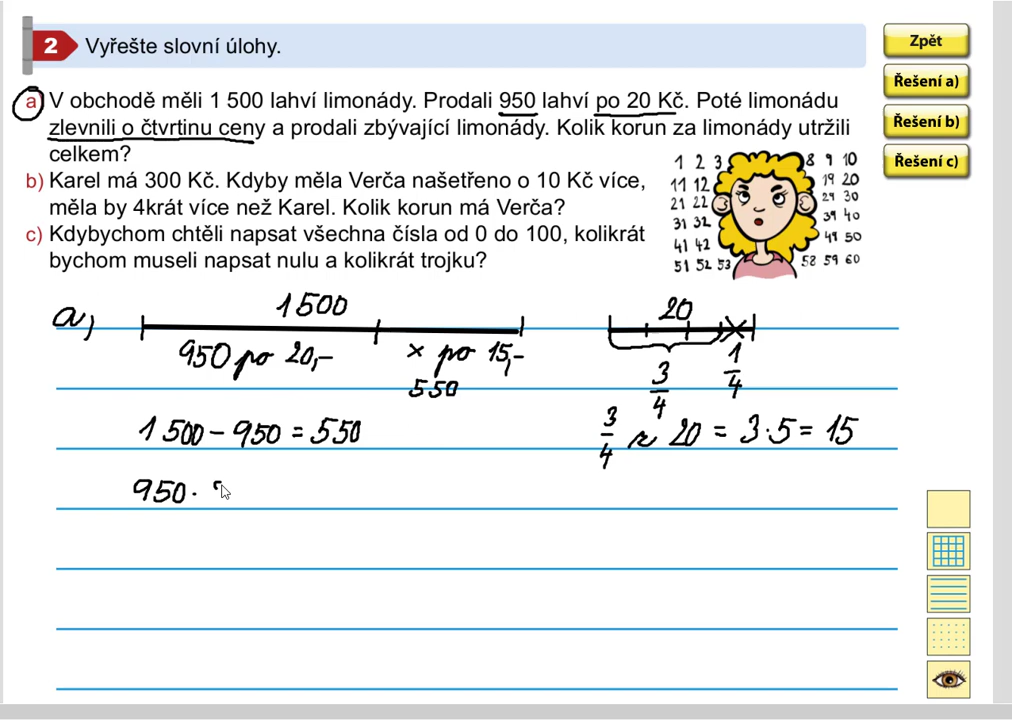 2 Vyřešte slovní úlohy.
Zpět
Řešení a)
Řešení b)
Řešení c)
a) V obchodě měli 1 500 lahví limonády. Prodali 950 lahví po 20 Kč. Poté limonádu
zlevnili o čtvrtinu ceny a prodali zbývající limonády. Kolik korun za limonády utržili
celkem?
b) Karel má 300 Kč. Kdyby měla Verča našetřeno o 10 Kč více,
měla by 4krát více než Karel. Kolik korun má Verča?
c) Kdybychom chtěli napsat všechna čísla od 0 do 100, kolikrát
bychom museli napsat nulu a kolikrát trojku?
1 2 3 8 9 10
11 12 19 20
21 22 29 30
31 32 39 40
41 42 49 50
51 52 53 58 59 60
a) 1500 20
950 po 20,- × po 15,-
550
3/4 1/4
1 500 - 950 = 550
3/4 z 20 = 3·5 = 15
950 ·